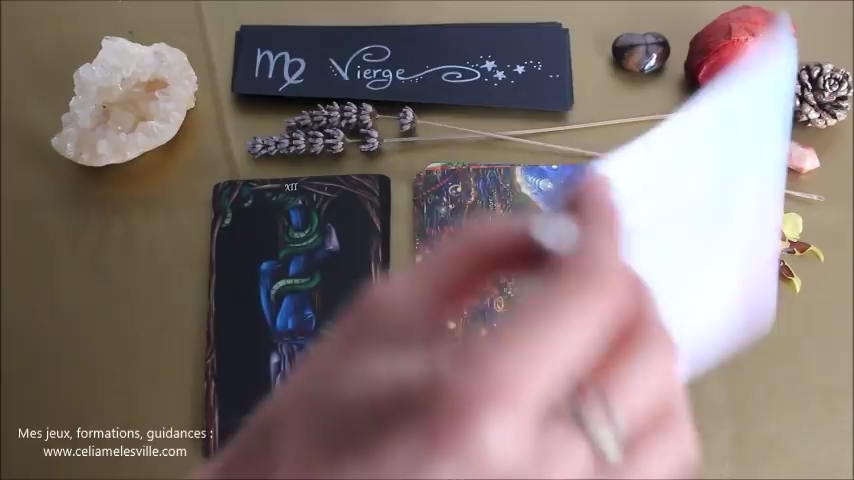 ♍ Vierge
XII
Mes jeux, formations, guidances :
www.celiamelesville.com